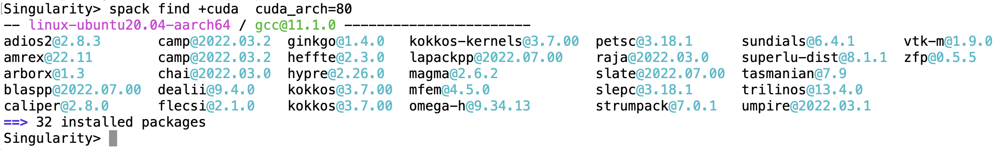 Singularity> spack find +cuda  cuda_arch=80
-- linux-ubuntu20.04-aarch64 / gcc@11.1.0 -----------------------
adios2@2.8.3       camp@2022.03.2  ginkgo@1.4.0   kokkos-kernels@3.7.00  petsc@3.18.1      sundials@6.4.1      vtk-m@1.9.0
amrex@22.11        camp@2022.03.2  heffte@2.3.0   lapackpp@2022.07.00    raja@2022.03.0    superlu-dist@8.1.1  zfp@0.5.5
arborx@1.3         chai@2022.03.0  hypre@2.26.0   magma@2.6.2            slate@2022.07.00  tasmanian@7.9
blaspp@2022.07.00  dealii@9.4.0    kokkos@3.7.00  mfem@4.5.0             slepc@3.18.1      trilinos@13.4.0
caliper@2.8.0      flecsi@2.1.0    kokkos@3.7.00  omega-h@9.34.13        strumpack@7.0.1   umpire@2022.03.1
==> 32 installed packages
Singularity>